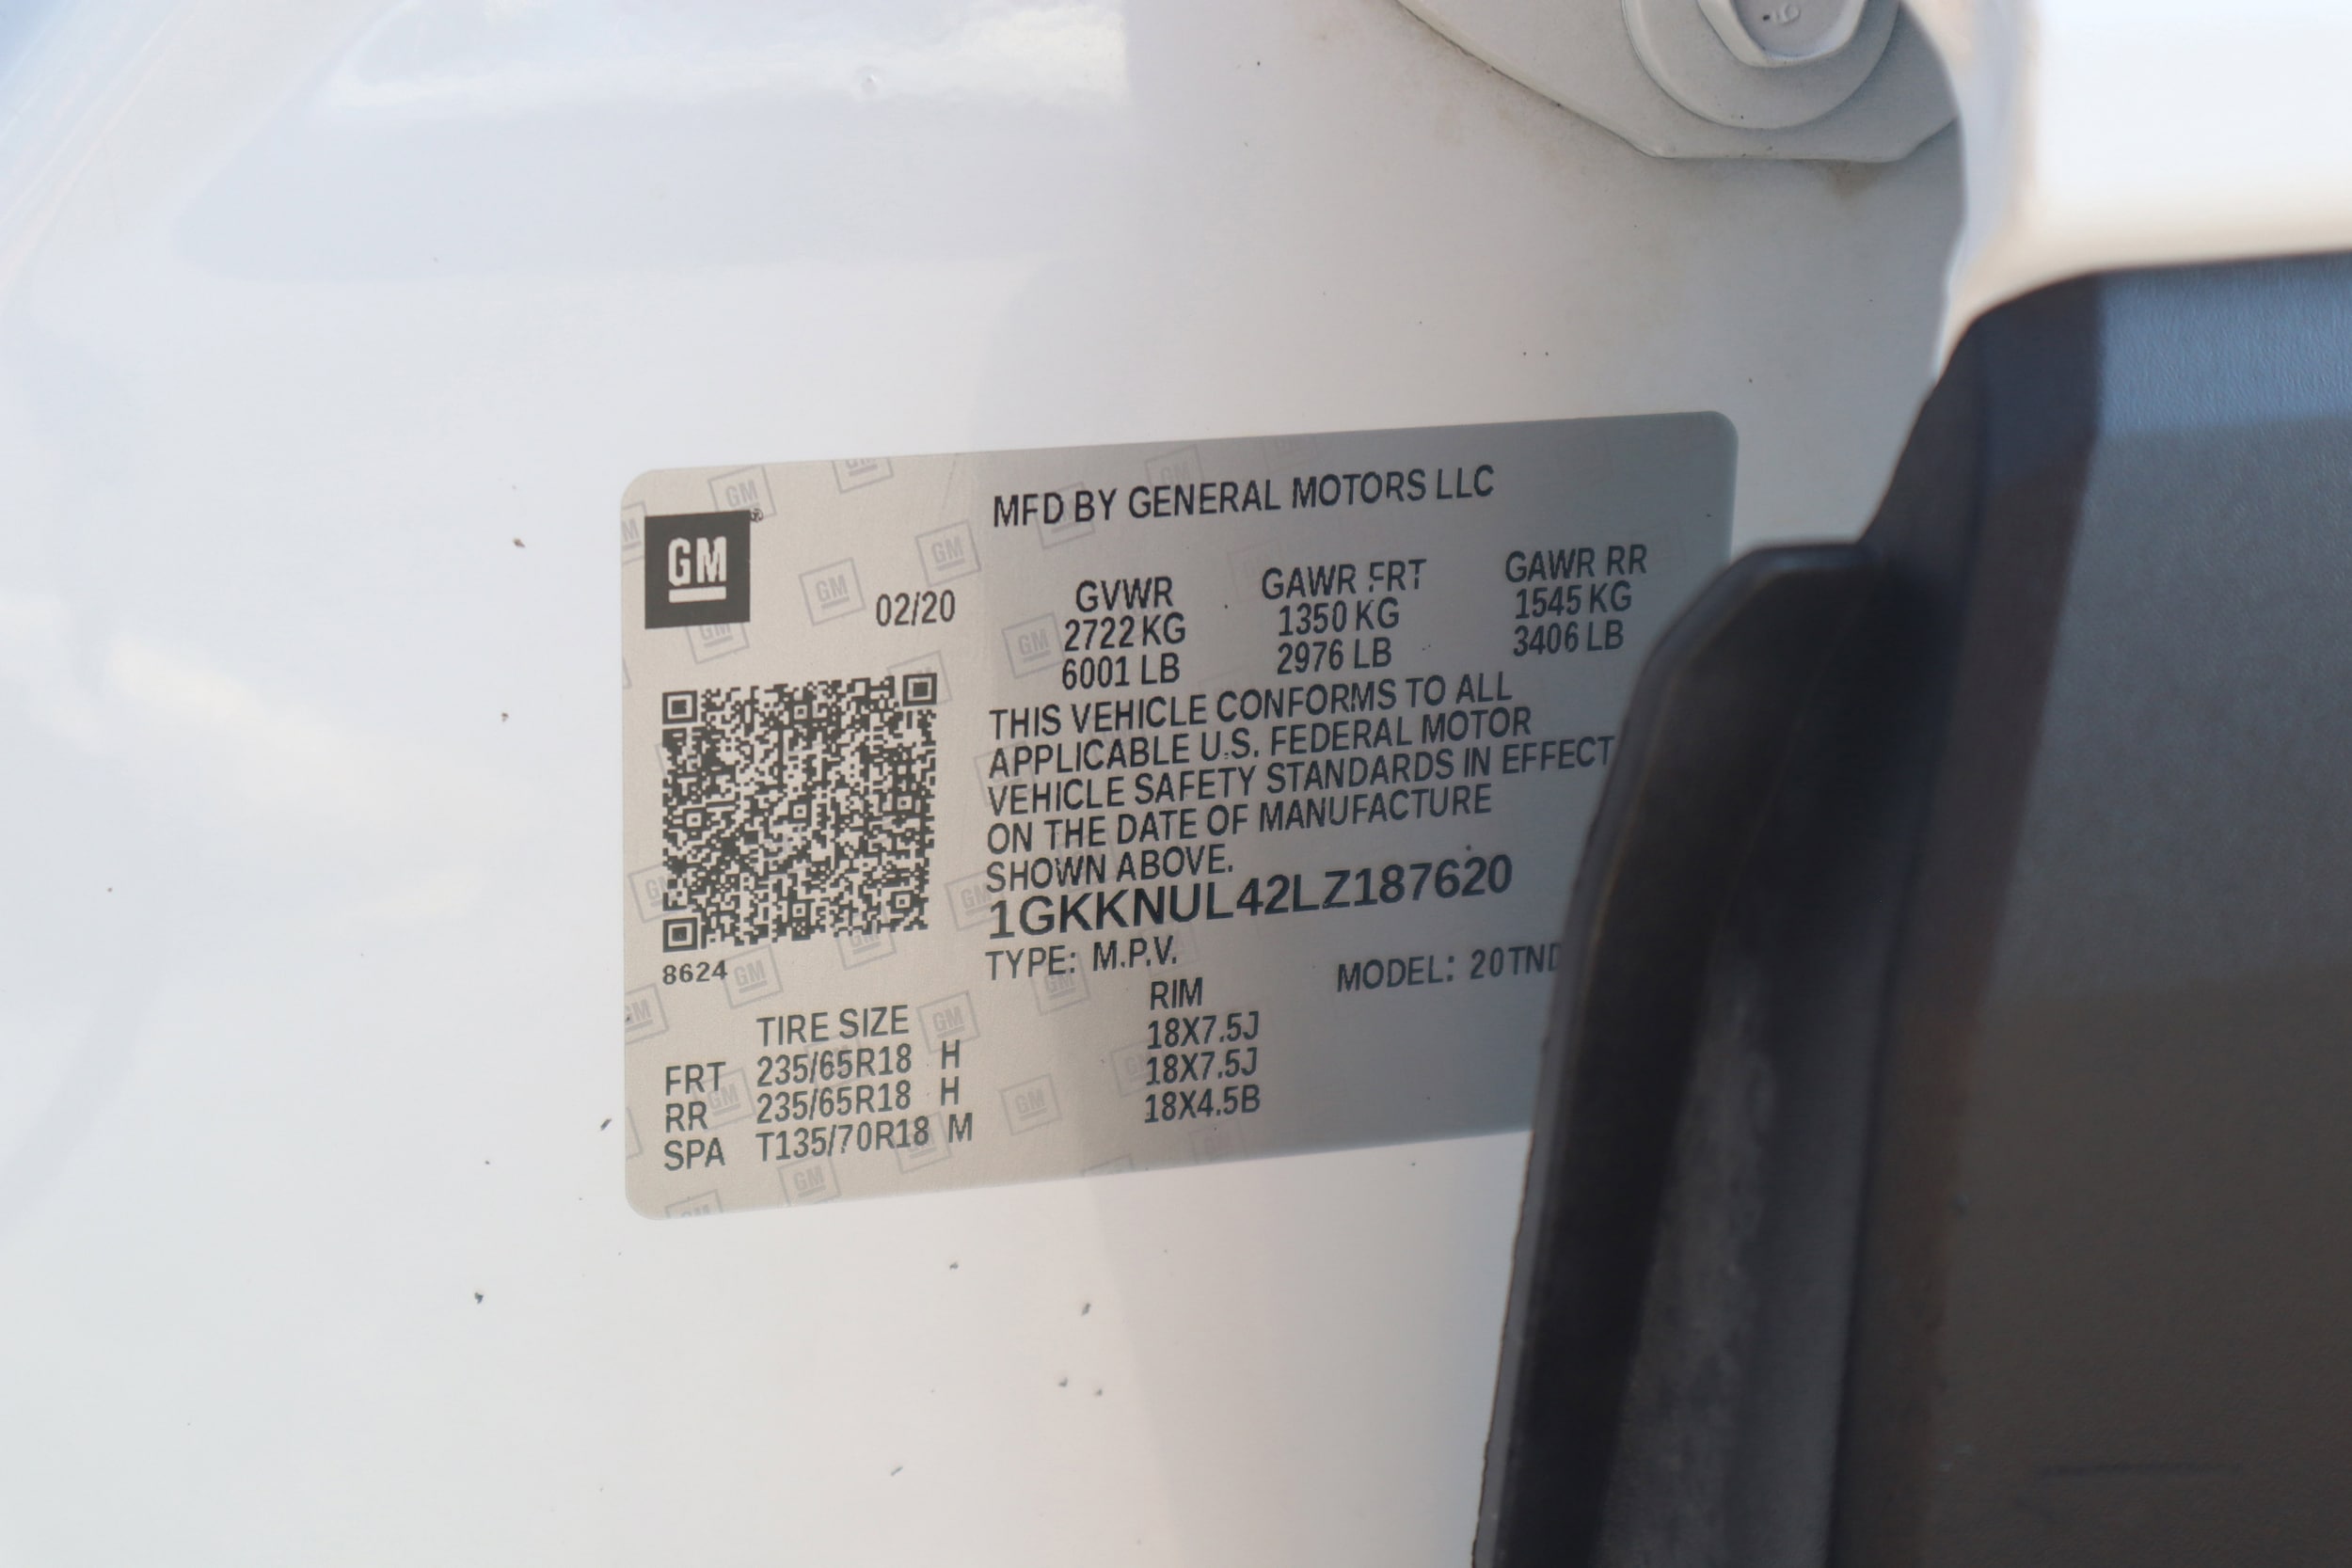 MFD BY GENERAL MOTORS LLC
GM
02/20
GVWR GAWR FRT GAWR RR
2722 KG 1350 KG 1545 KG
6001 LB 2976 LB 3406 LB
THIS VEHICLE CONFORMS TO ALL
APPLICABLE U.S. FEDERAL MOTOR
VEHICLE SAFETY STANDARDS IN EFFECT
ON THE DATE OF MANUFACTURE
SHOWN ABOVE.
1GKKNUL42LZ187620
8624
TYPE: M.P.V. MODEL: 20TND
TIRE SIZE RIM
FRT 235/65R18 H 18X7.5J
RR 235/65R18 H 18X7.5J
SPA T135/70R18 M 18X4.5B